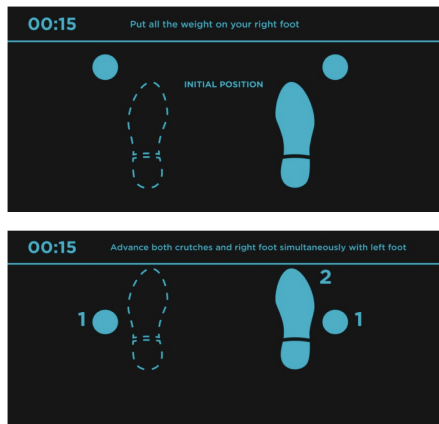 00:15 Put all the weight on your right foot
INITIAL POSITION
00:15 Advance both crutches and right foot simultaneously with left foot
2
1 1